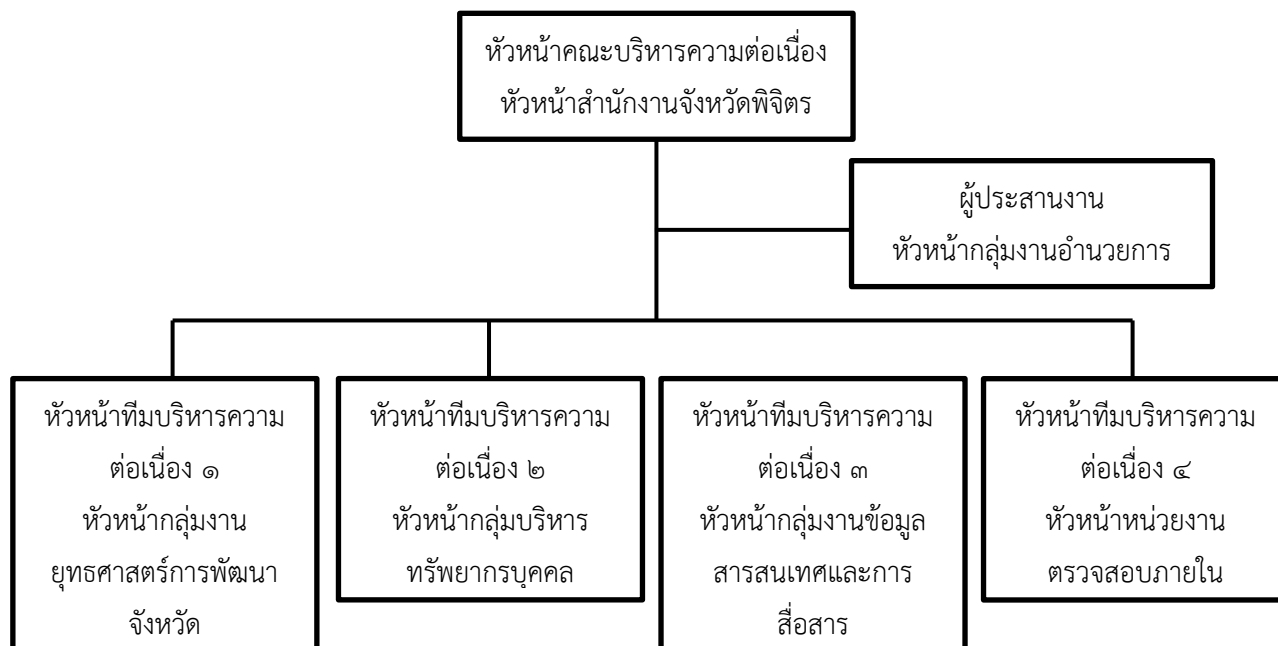 หัวหน้าคณะบริหารความต่อเนื่อง
หัวหน้าสำนักงานจังหวัดพิจิตร
ผู้ประสานงาน
หัวหน้ากลุ่มงานอำนวยการ
หัวหน้าทีมบริหารความ
ต่อเนื่อง ๑
หัวหน้ากลุ่มงาน
ยุทธศาสตร์การพัฒนา
จังหวัด
หัวหน้าทีมบริหารความ
ต่อเนื่อง ๒
หัวหน้ากลุ่มบริหาร
ทรัพยากรบุคคล
หัวหน้าทีมบริหารความ
ต่อเนื่อง ๓
หัวหน้ากลุ่มงานข้อมูล
สารสนเทศและการ
สื่อสาร
หัวหน้าทีมบริหารความ
ต่อเนื่อง ๔
หัวหน้าหน่วยงาน
ตรวจสอบภายใน